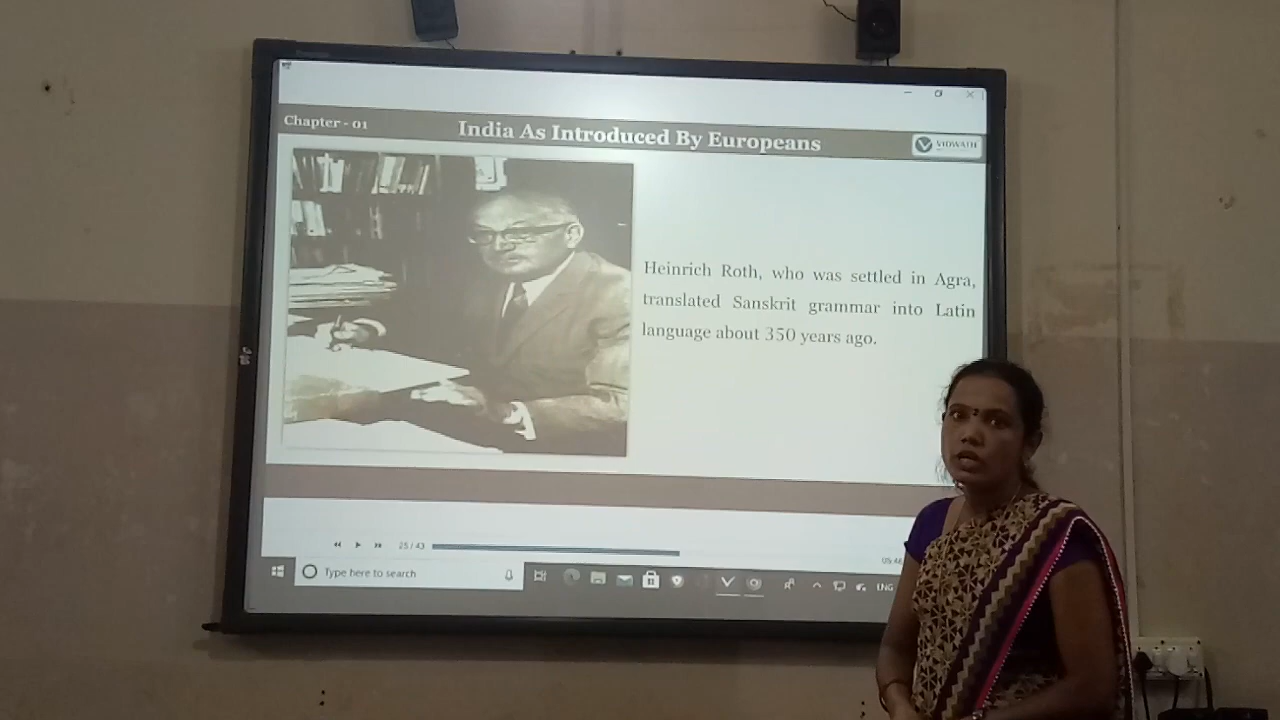 Chapter - 01
India As Introduced By Europeans
VIDWATH
Heinrich Roth, who was settled in Agra,
translated Sanskrit grammar into Latin
language about 350 years ago.
25 / 43
Type here to search
ENG